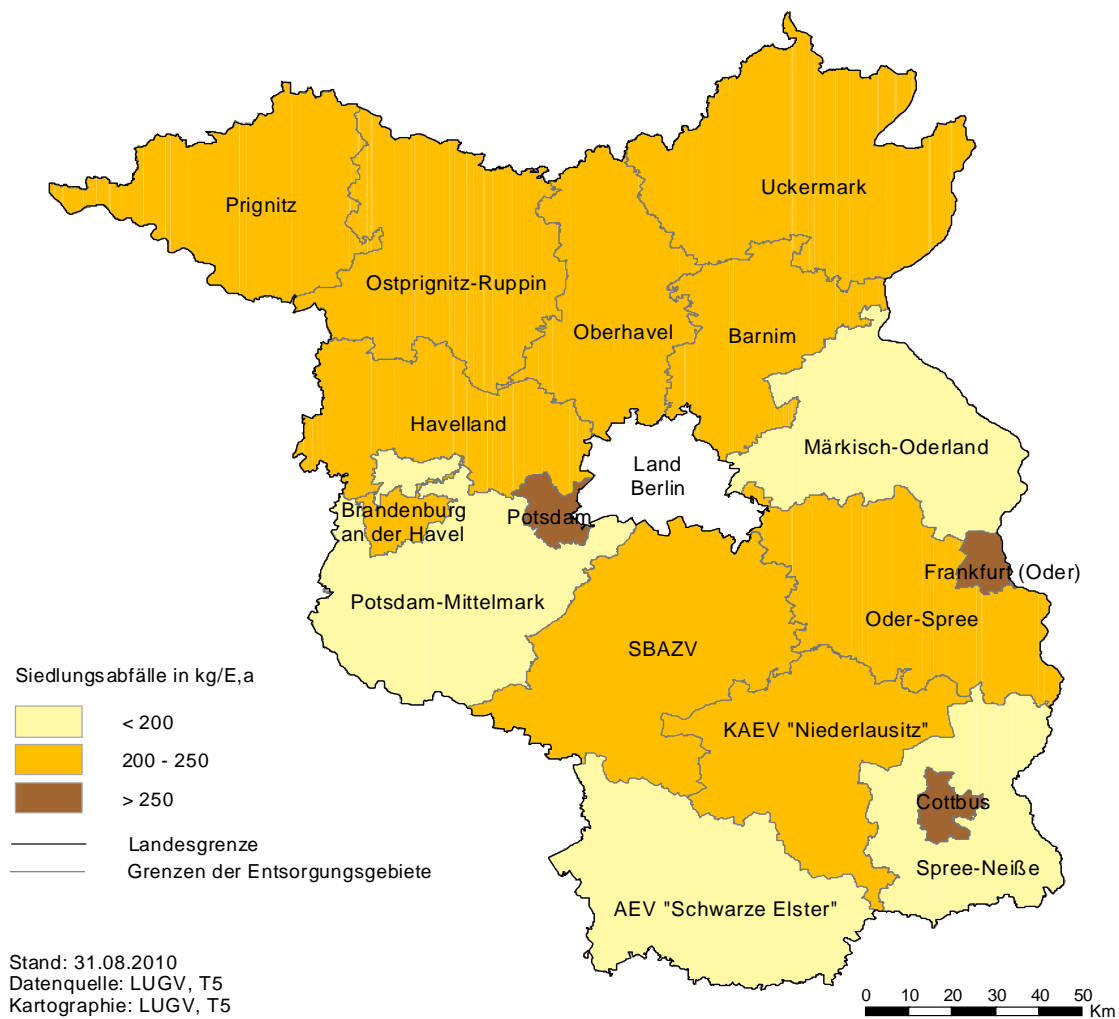 Uckermark
Prignitz
Ostprignitz-Ruppin
Oberhavel
Barnim
Havelland
Märkisch-Oderland
Land
Berlin
Brandenburg
an der Havel
Potsdam
Frankfurt (Oder)
Potsdam-Mittelmark
Oder-Spree
SBAZV
KAEV "Niederlausitz"
Cottbus
Spree-Neiße
AEV "Schwarze Elster"
Siedlungsabfälle in kg/E,a
< 200
200 - 250
> 250
Landesgrenze
Grenzen der Entsorgungsgebiete
Stand: 31.08.2010
Datenquelle: LUGV, T5
Kartographie: LUGV, T5
0 10 20 30 40 50
Km